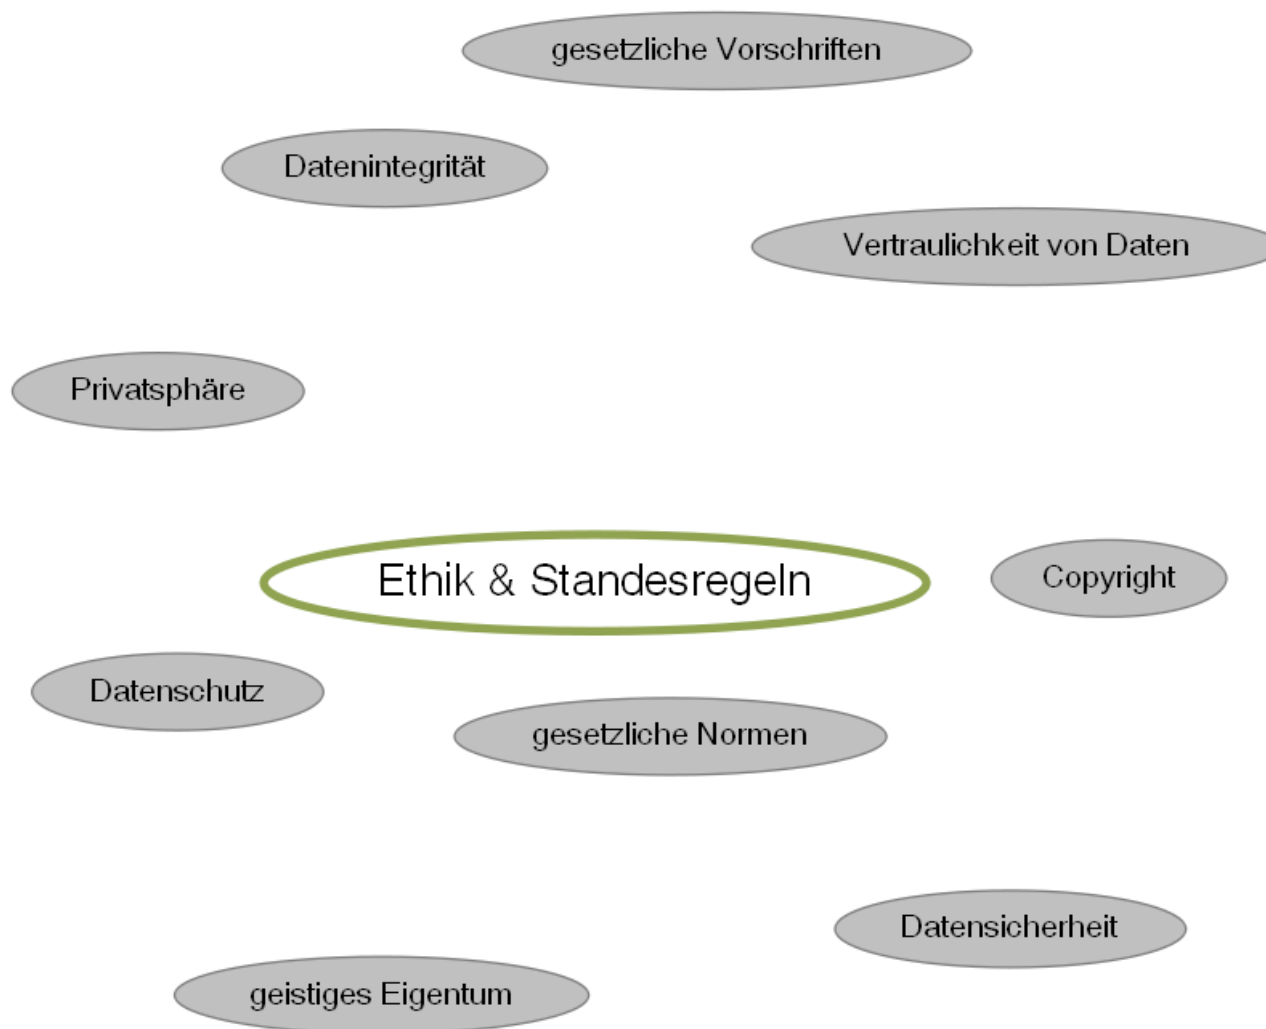 gesetzliche Vorschriften
Datenintegrität
Vertraulichkeit von Daten
Privatsphäre
Ethik & Standesregeln
Copyright
Datenschutz
gesetzliche Normen
Datensicherheit
geistiges Eigentum